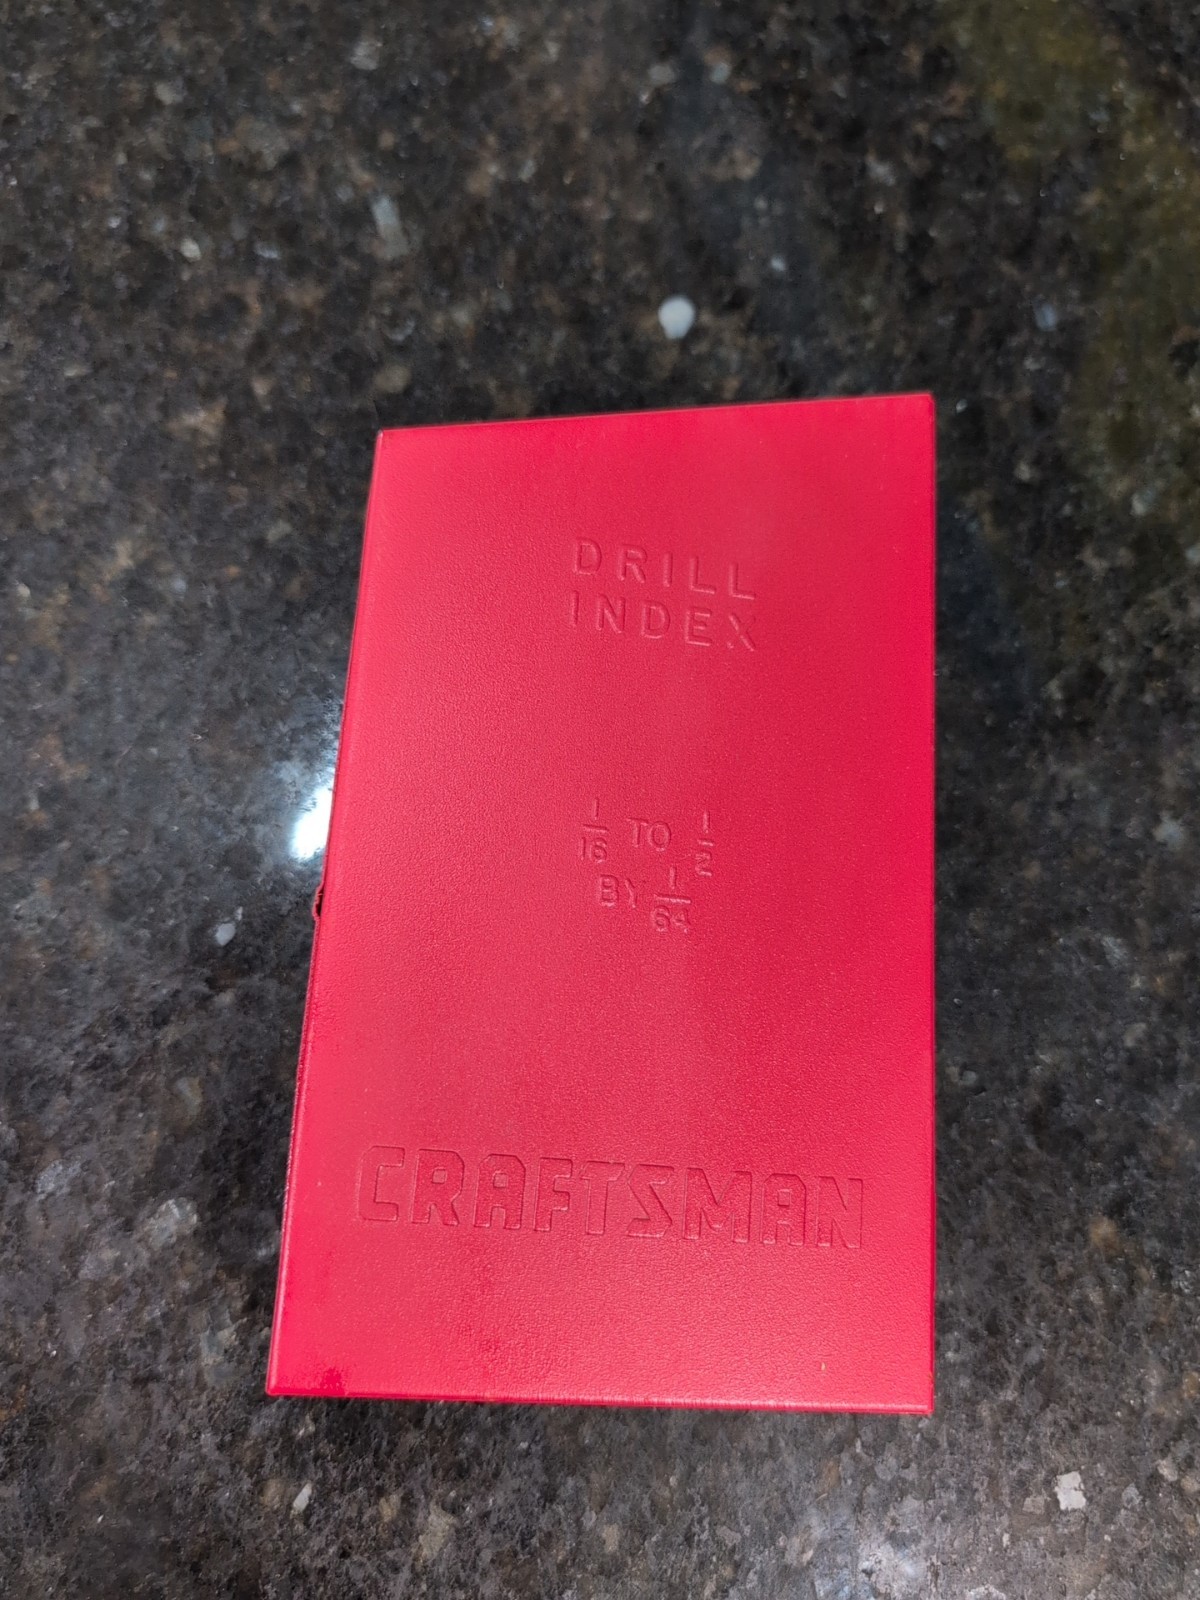 DRILL
INDEX
1/16 TO 1/2
BY 1/64
CRAFTSMAN